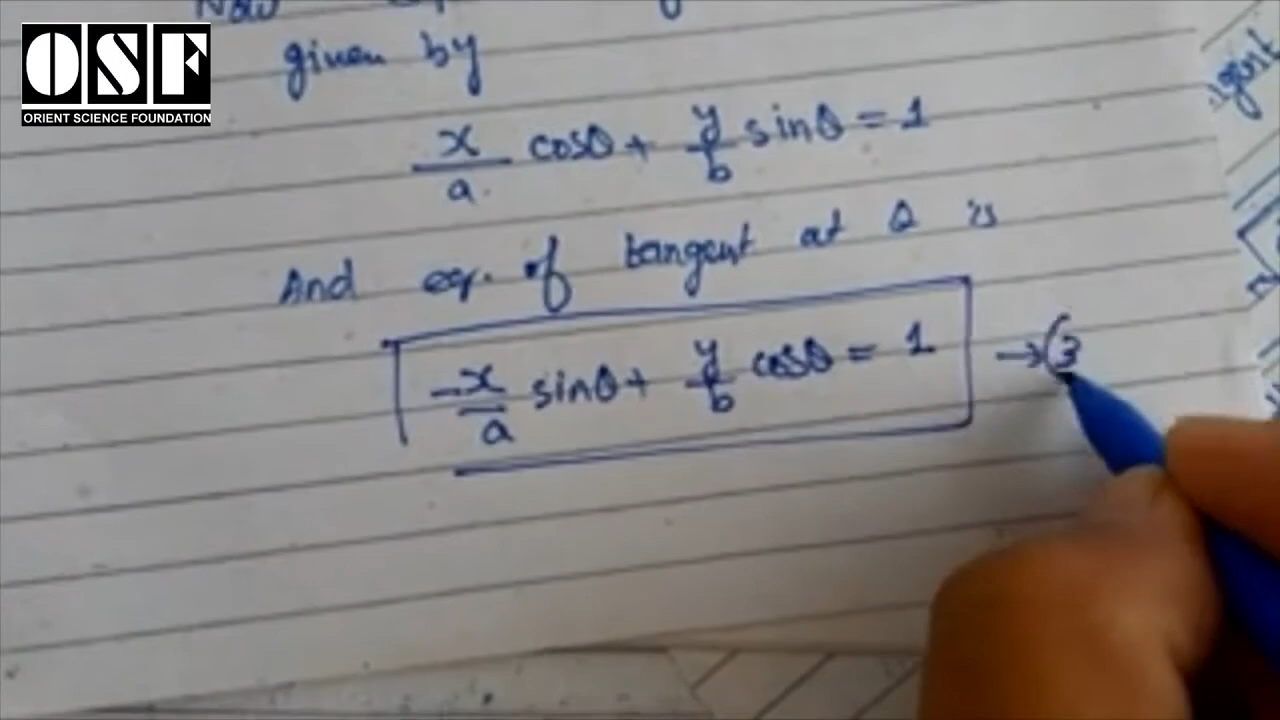 OSF
ORIENT SCIENCE FOUNDATION
Now
given by
x/a cosθ + y/b sinθ = 1
And eq. of tangent at Q is
-x/a sinθ + y/b cosθ = 1 → (3